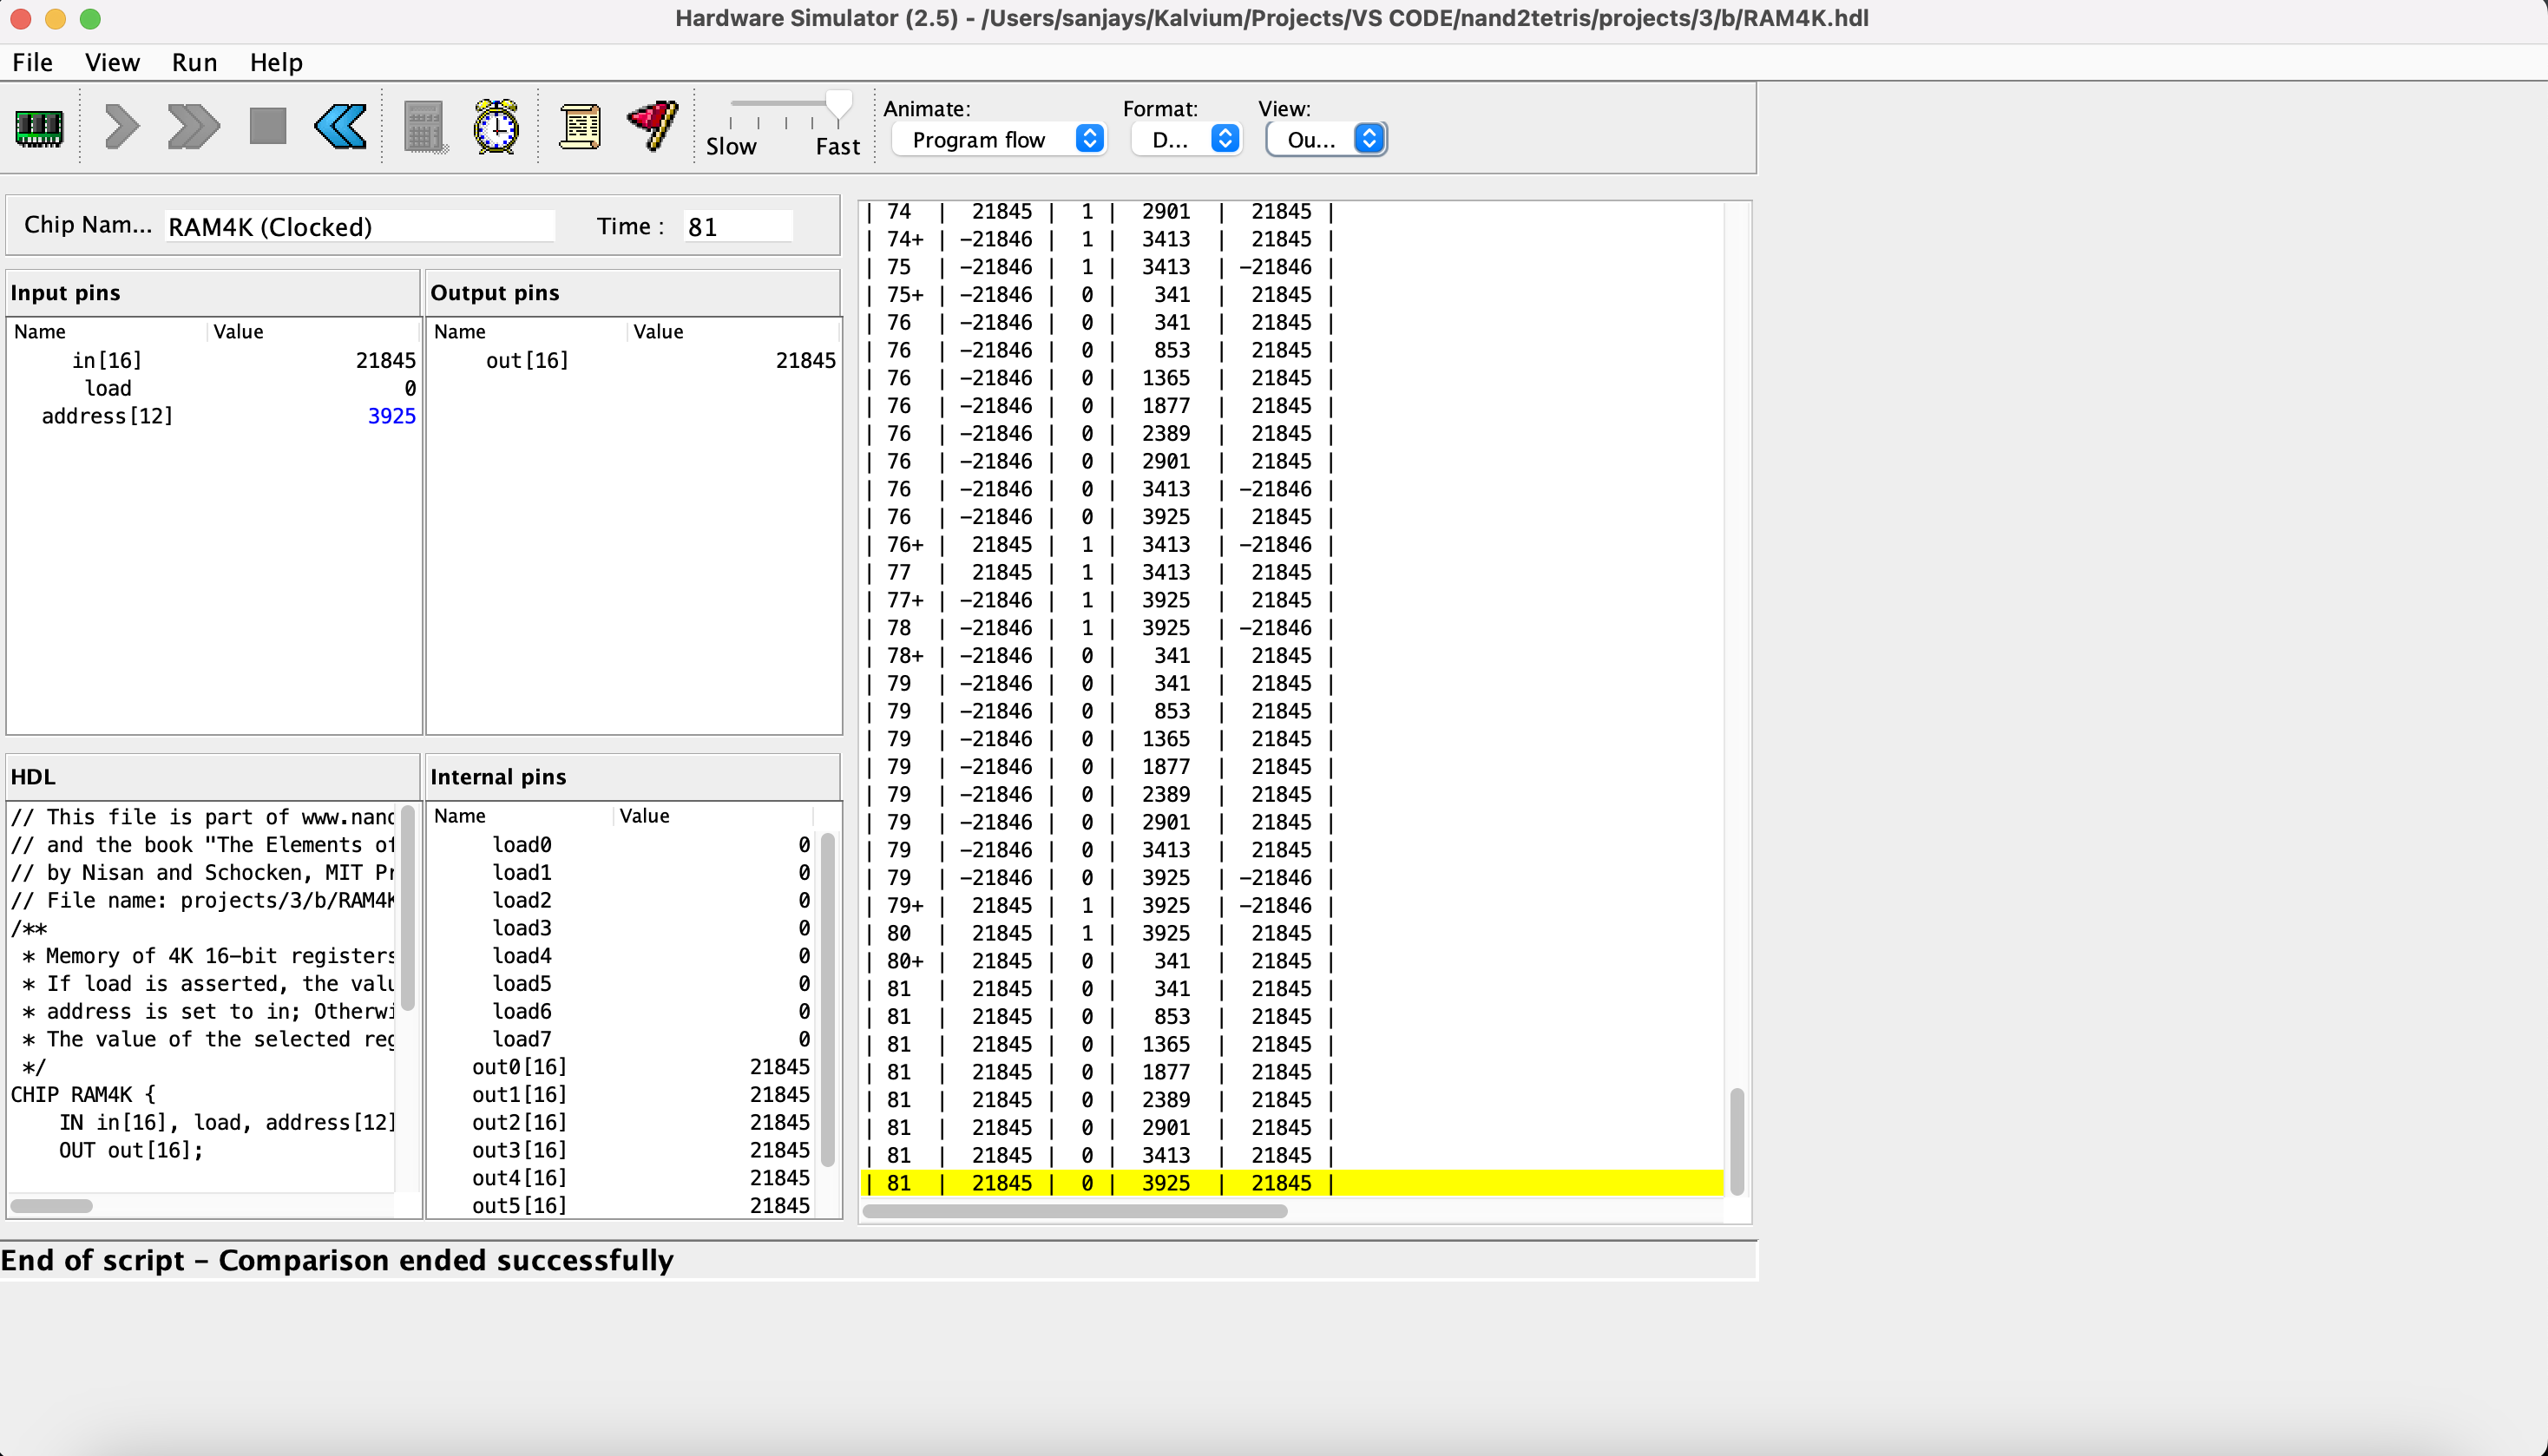 Hardware Simulator (2.5) - /Users/sanjays/Kalvium/Projects/VS CODE/nand2tetris/projects/3/b/RAM4K.hdl
File View Run Help
Slow Fast
Animate: Format: View:
Program flow D... Ou...
Chip Nam... RAM4K (Clocked) Time : 81
Input pins
Name Value
in[16] 21845
load 0
address[12] 3925
Output pins
Name Value
out[16] 21845
HDL
// This file is part of www.nand
// and the book "The Elements of
// by Nisan and Schocken, MIT Pr
// File name: projects/3/b/RAM4K
/**
* Memory of 4K 16-bit registers
* If load is asserted, the valu
* address is set to in; Otherwi
* The value of the selected reg
*/
CHIP RAM4K {
IN in[16], load, address[12]
OUT out[16];
Internal pins
Name Value
load0 0
load1 0
load2 0
load3 0
load4 0
load5 0
load6 0
load7 0
out0[16] 21845
out1[16] 21845
out2[16] 21845
out3[16] 21845
out4[16] 21845
out5[16] 21845
| 74 | 21845 | 1 | 2901 | 21845 |
| 74+ | -21846 | 1 | 3413 | 21845 |
| 75 | -21846 | 1 | 3413 | -21846 |
| 75+ | -21846 | 0 | 341 | 21845 |
| 76 | -21846 | 0 | 341 | 21845 |
| 76 | -21846 | 0 | 853 | 21845 |
| 76 | -21846 | 0 | 1365 | 21845 |
| 76 | -21846 | 0 | 1877 | 21845 |
| 76 | -21846 | 0 | 2389 | 21845 |
| 76 | -21846 | 0 | 2901 | 21845 |
| 76 | -21846 | 0 | 3413 | -21846 |
| 76 | -21846 | 0 | 3925 | 21845 |
| 76+ | 21845 | 1 | 3413 | -21846 |
| 77 | 21845 | 1 | 3413 | 21845 |
| 77+ | -21846 | 1 | 3925 | 21845 |
| 78 | -21846 | 1 | 3925 | -21846 |
| 78+ | -21846 | 0 | 341 | 21845 |
| 79 | -21846 | 0 | 341 | 21845 |
| 79 | -21846 | 0 | 853 | 21845 |
| 79 | -21846 | 0 | 1365 | 21845 |
| 79 | -21846 | 0 | 1877 | 21845 |
| 79 | -21846 | 0 | 2389 | 21845 |
| 79 | -21846 | 0 | 2901 | 21845 |
| 79 | -21846 | 0 | 3413 | 21845 |
| 79 | -21846 | 0 | 3925 | -21846 |
| 79+ | 21845 | 1 | 3925 | -21846 |
| 80 | 21845 | 1 | 3925 | 21845 |
| 80+ | 21845 | 0 | 341 | 21845 |
| 81 | 21845 | 0 | 341 | 21845 |
| 81 | 21845 | 0 | 853 | 21845 |
| 81 | 21845 | 0 | 1365 | 21845 |
| 81 | 21845 | 0 | 1877 | 21845 |
| 81 | 21845 | 0 | 2389 | 21845 |
| 81 | 21845 | 0 | 2901 | 21845 |
| 81 | 21845 | 0 | 3413 | 21845 |
| 81 | 21845 | 0 | 3925 | 21845 |
End of script - Comparison ended successfully